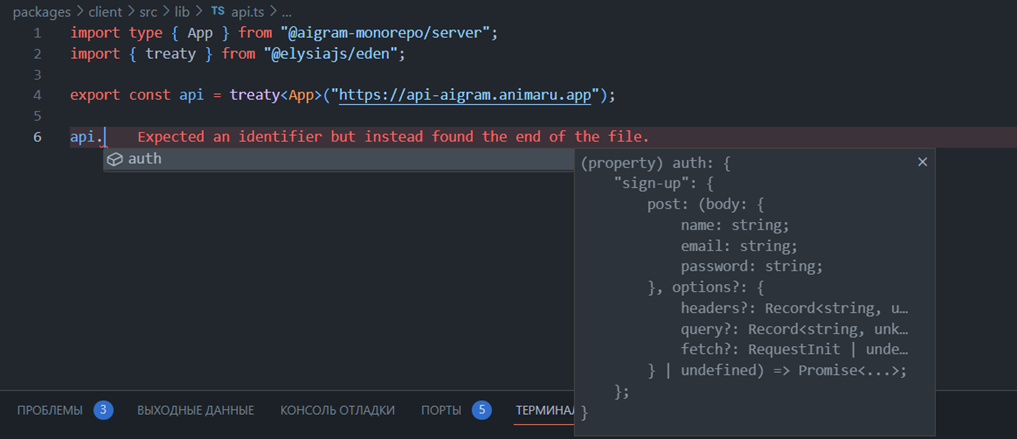 packages > client > src > lib > TS api.ts > ...
1 import type { App } from "@aigram-monorepo/server";
2 import { treaty } from "@elysiajs/eden";
3
4 export const api = treaty<App>("https://api-aigram.animaru.app");
5
6 api. Expected an identifier but instead found the end of the file.
auth
(property) auth: {
"sign-up": {
post: (body: {
name: string;
email: string;
password: string;
}, options?: {
headers?: Record<string, u…
query?: Record<string, unk…
fetch?: RequestInit | unde…
} | undefined) => Promise<...>;
};
}
ПРОБЛЕМЫ 3 ВЫХОДНЫЕ ДАННЫЕ КОНСОЛЬ ОТЛАДКИ ПОРТЫ 5 ТЕРМИНАЛ